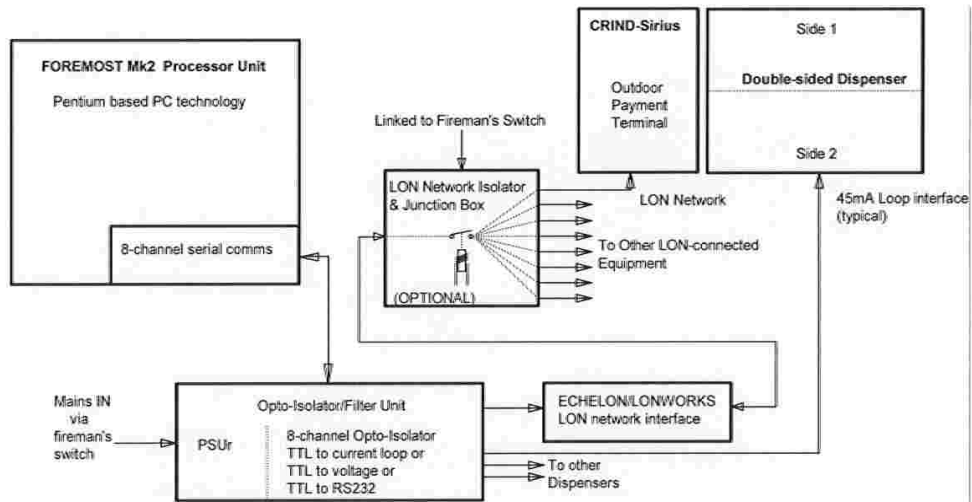 FOREMOST Mk2 Processor Unit
Pentium based PC technology
8-channel serial comms
CRIND-Sirius
Outdoor
Payment
Terminal
Side 1
Double-sided Dispenser
Side 2
Linked to Fireman's Switch
LON Network Isolator
& Junction Box
(OPTIONAL)
LON Network
To Other LON-connected
Equipment
45mA Loop interface
(typical)
Mains IN
via
fireman's
switch
Opto-Isolator/Filter Unit
PSUr
8-channel Opto-Isolator
TTL to current loop or
TTL to voltage or
TTL to RS232
ECHELON/LONWORKS
LON network interface
To other
Dispensers